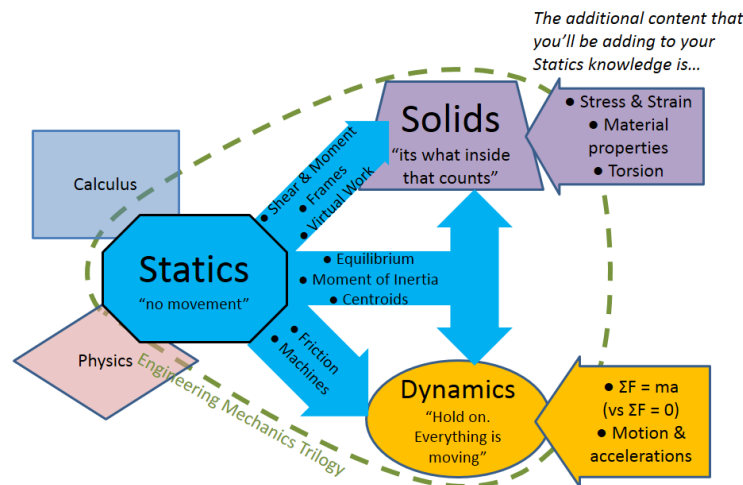 The additional content that
you'll be adding to your
Statics knowledge is...
● Stress & Strain
● Material
properties
● Torsion
Solids
"its what inside
that counts"
● Shear & Moment
● Frames
● Virtual Work
Calculus
Statics
"no movement"
● Equilibrium
● Moment of Inertia
● Centroids
● Friction
● Machines
Physics
Engineering Mechanics Trilogy
Dynamics
"Hold on.
Everything is
moving"
● ΣF = ma
(vs ΣF = 0)
● Motion &
accelerations